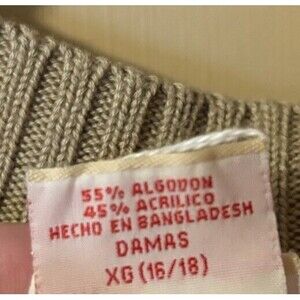 55% ALGODON
45% ACRILICO
HECHO EN BANGLADESH
DAMAS
XG (16/18)